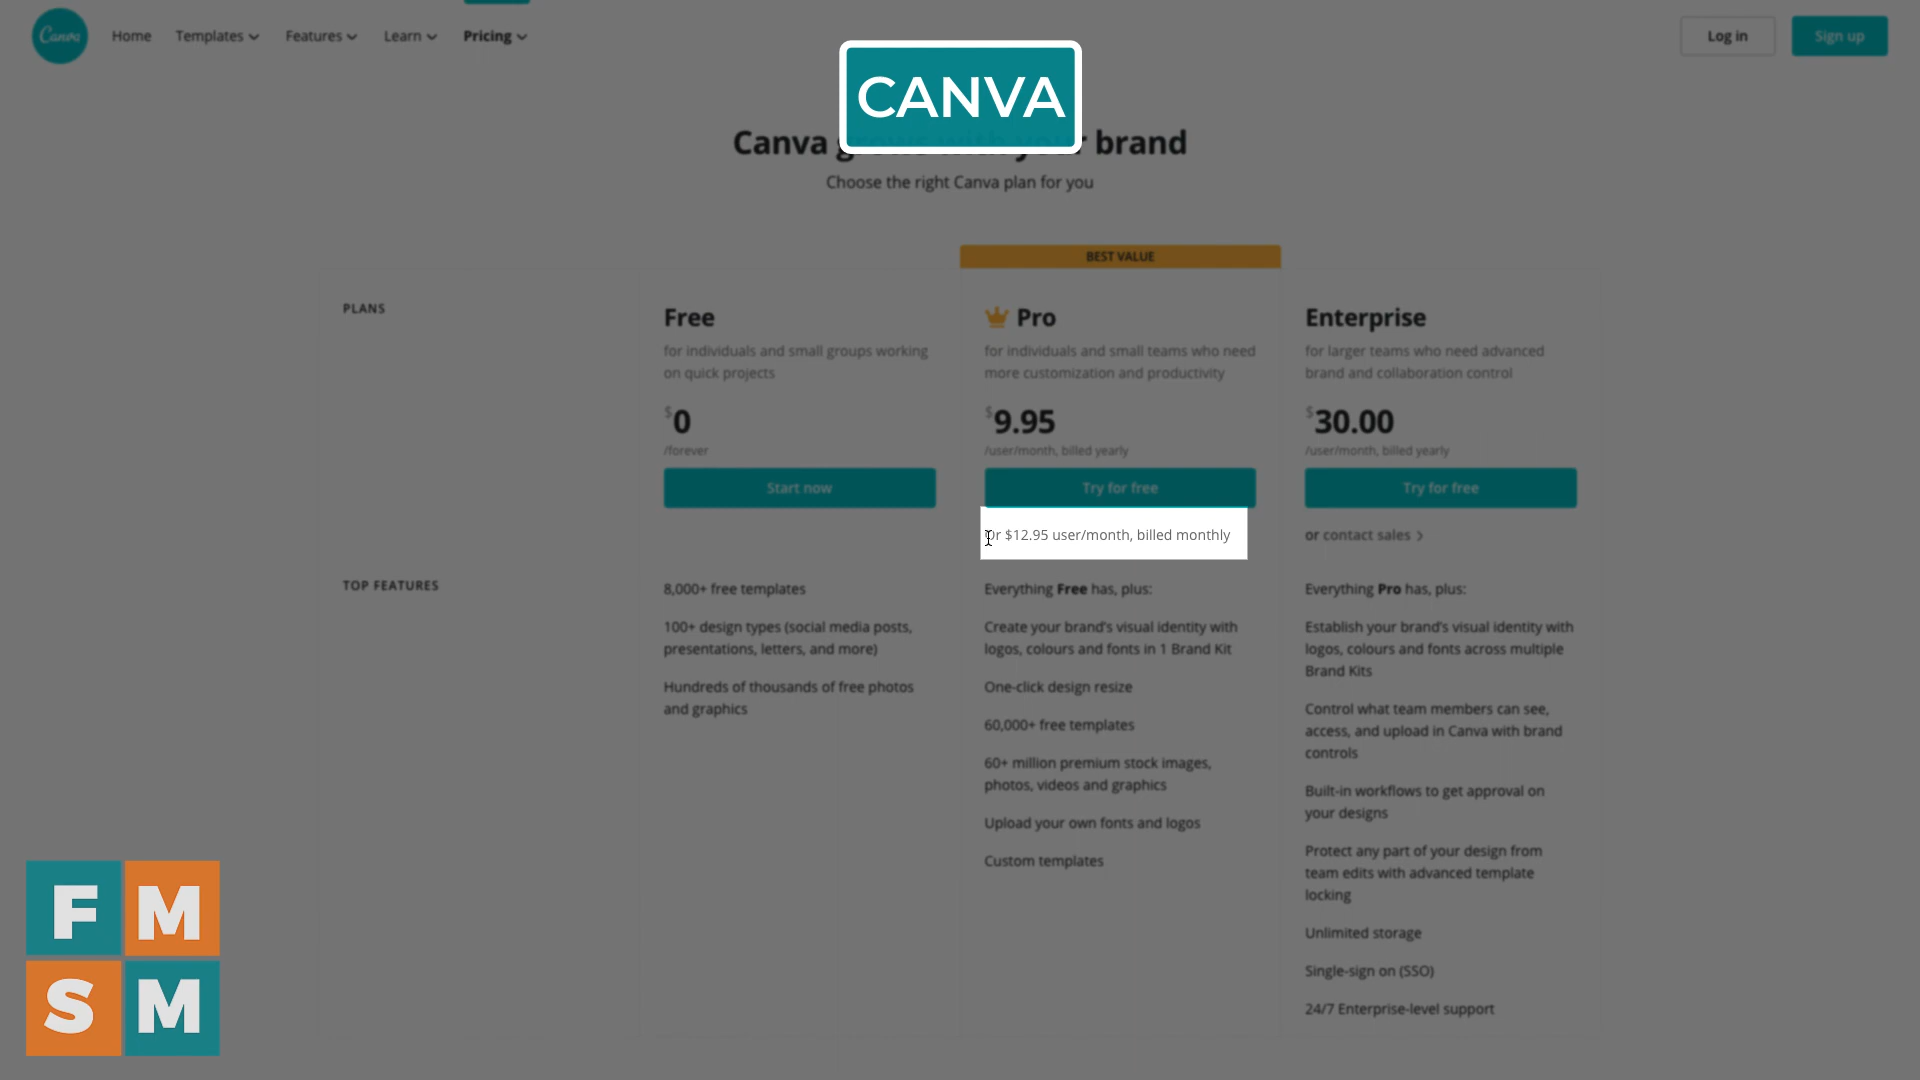 Canva
Home
Templates
Features
Learn
Pricing
Log in
Sign up
CANVA
Canva brand
Choose the right Canva plan for you
BEST VALUE
PLANS
Free
for individuals and small groups working
on quick projects
$0
/forever
Start now
Pro
for individuals and small teams who need
more customization and productivity
$9.95
/user/month, billed yearly
Try for free
Or $12.95 user/month, billed monthly
Enterprise
for larger teams who need advanced
brand and collaboration control
$30.00
/user/month, billed yearly
Try for free
or contact sales
TOP FEATURES
8,000+ free templates
100+ design types (social media posts,
presentations, letters, and more)
Hundreds of thousands of free photos
and graphics
Everything Free has, plus:
Create your brand's visual identity with
logos, colours and fonts in 1 Brand Kit
One-click design resize
60,000+ free templates
60+ million premium stock images,
photos, videos and graphics
Upload your own fonts and logos
Custom templates
Everything Pro has, plus:
Establish your brand's visual identity with
logos, colours and fonts across multiple
Brand Kits
Control what team members can see,
access, and upload in Canva with brand
controls
Built-in workflows to get approval on
your designs
Protect any part of your design from
team edits with advanced template
locking
Unlimited storage
Single-sign on (SSO)
24/7 Enterprise-level support
FM
SM